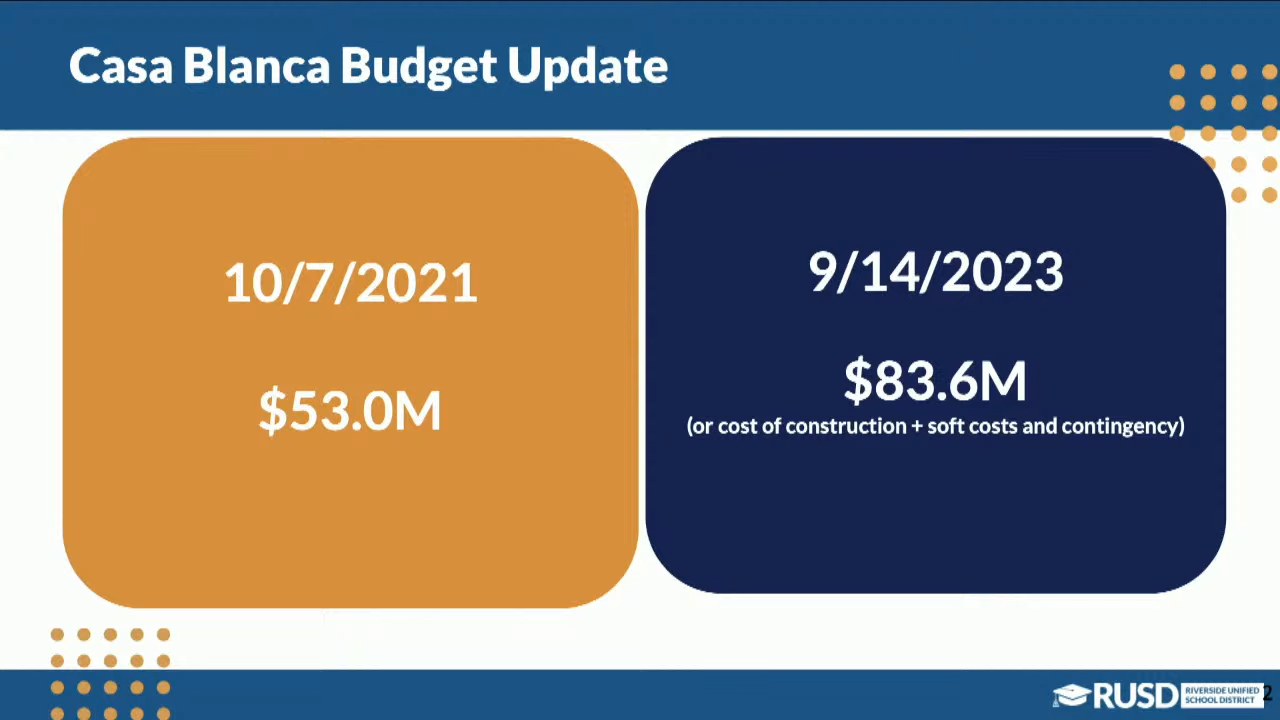 Casa Blanca Budget Update
10/7/2021
$53.0M
9/14/2023
$83.6M
(or cost of construction + soft costs and contingency)
RUSD
RIVERSIDE UNIFIED
SCHOOL DISTRICT
2